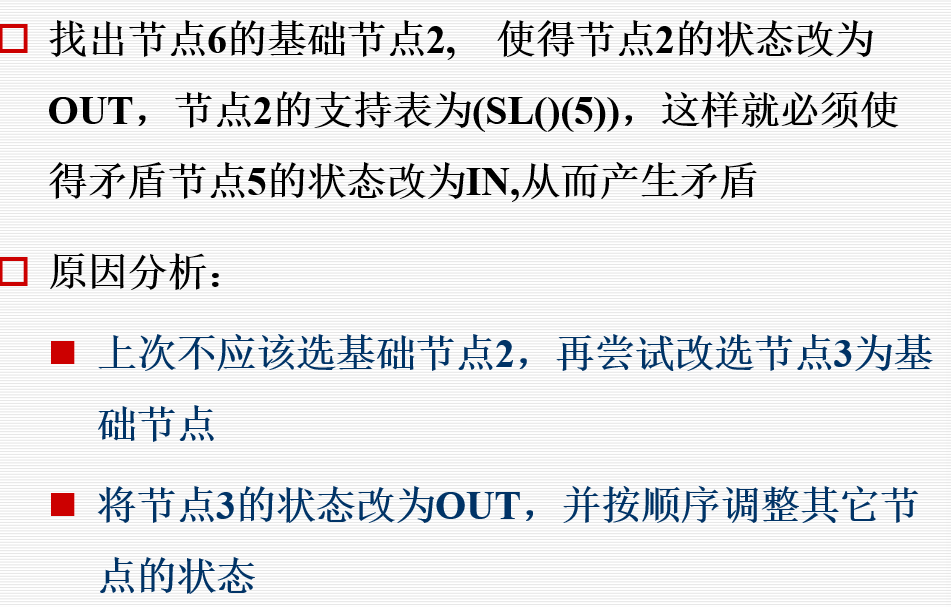 找出节点6的基础节点2, 使得节点2的状态改为
OUT，节点2的支持表为(SL()(5))，这样就必须使
得矛盾节点5的状态改为IN,从而产生矛盾
原因分析：
上次不应该选基础节点2，再尝试改选节点3为基
础节点
将节点3的状态改为OUT，并按顺序调整其它节
点的状态